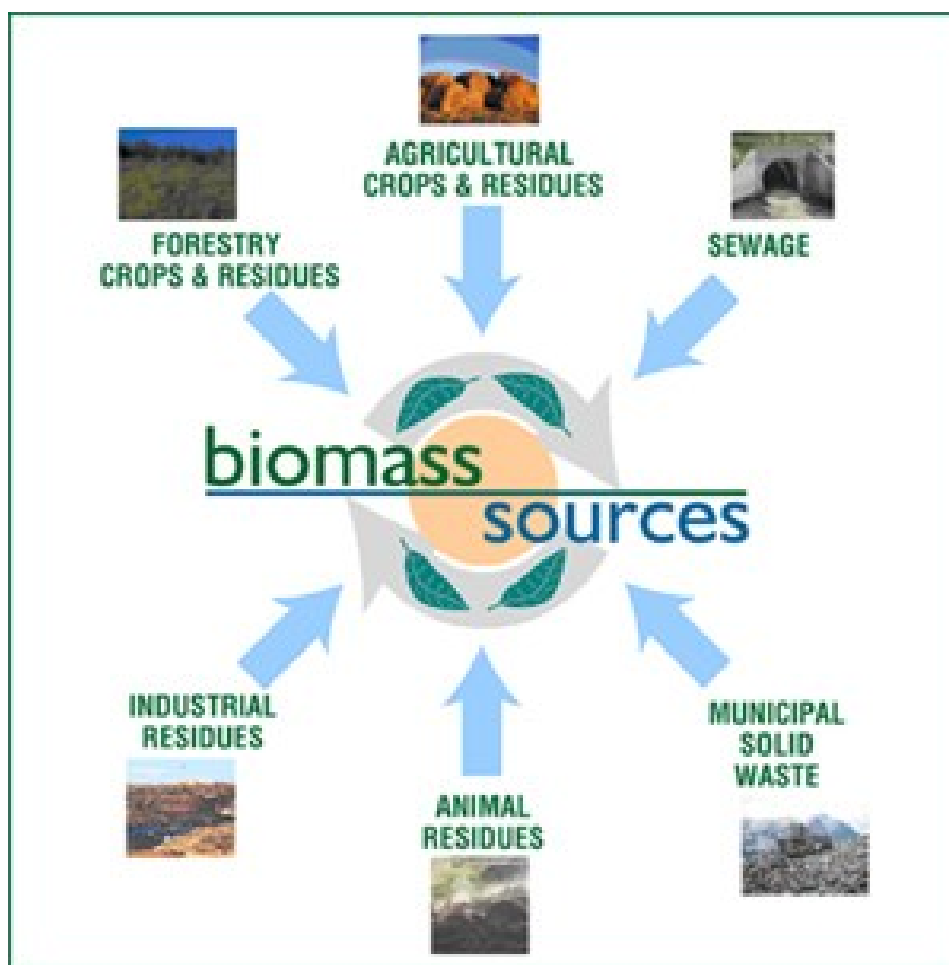 AGRICULTURAL
CROPS & RESIDUES
FORESTRY
CROPS & RESIDUES
SEWAGE
biomass
sources
INDUSTRIAL
RESIDUES
ANIMAL
RESIDUES
MUNICIPAL
SOLID
WASTE